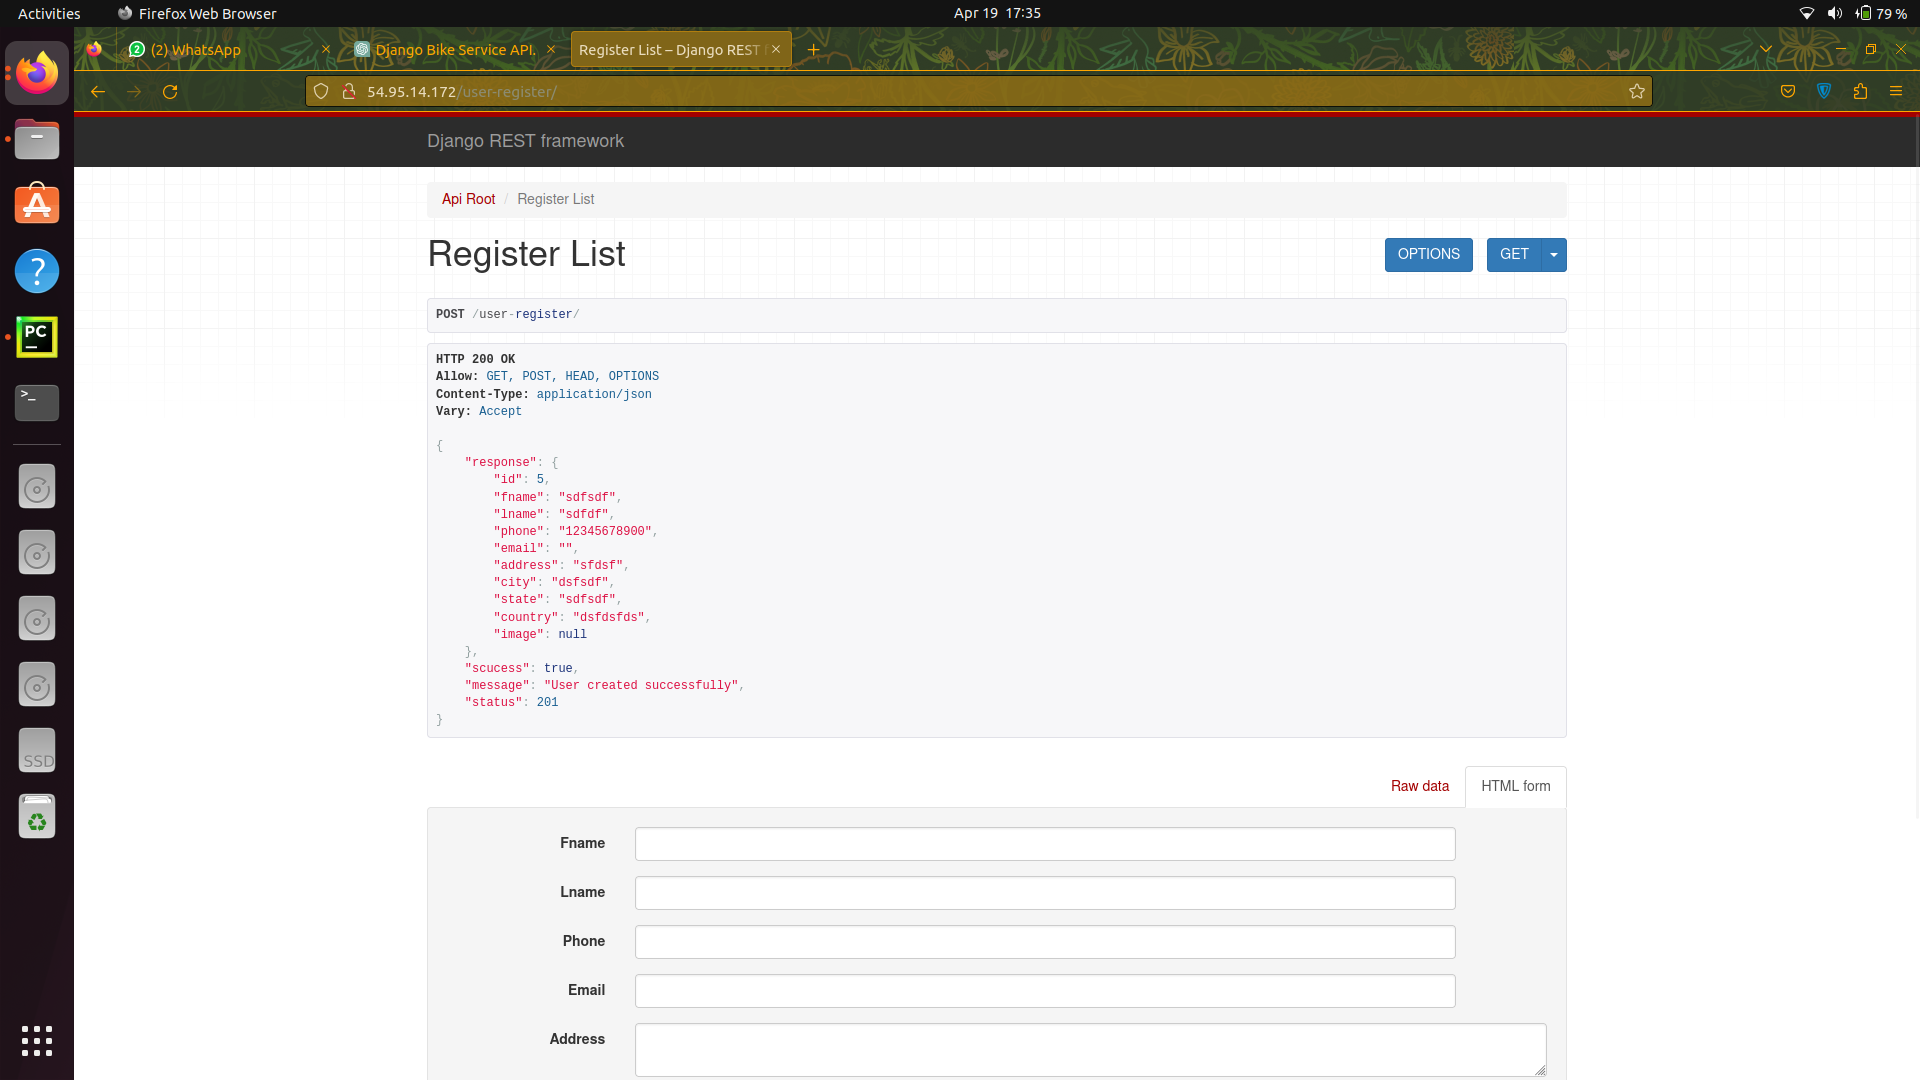 Activities
Firefox Web Browser
Apr 19 17:35
79 %
2
(2) WhatsApp
Django Bike Service API.
Register List – Django REST
54.95.14.172/user-register/
Django REST framework
Api Root / Register List
Register List
OPTIONS
GET
POST /user-register/
HTTP 200 OK
Allow: GET, POST, HEAD, OPTIONS
Content-Type: application/json
Vary: Accept
{
"response": {
"id": 5,
"fname": "sdfsdf",
"lname": "sdfdf",
"phone": "12345678900",
"email": "",
"address": "sfdsf",
"city": "dsfsdf",
"state": "sdfsdf",
"country": "dsfdsfds",
"image": null
},
"scucess": true,
"message": "User created successfully",
"status": 201
}
Raw data
HTML form
Fname
Lname
Phone
Email
Address
PC
>_
SSD